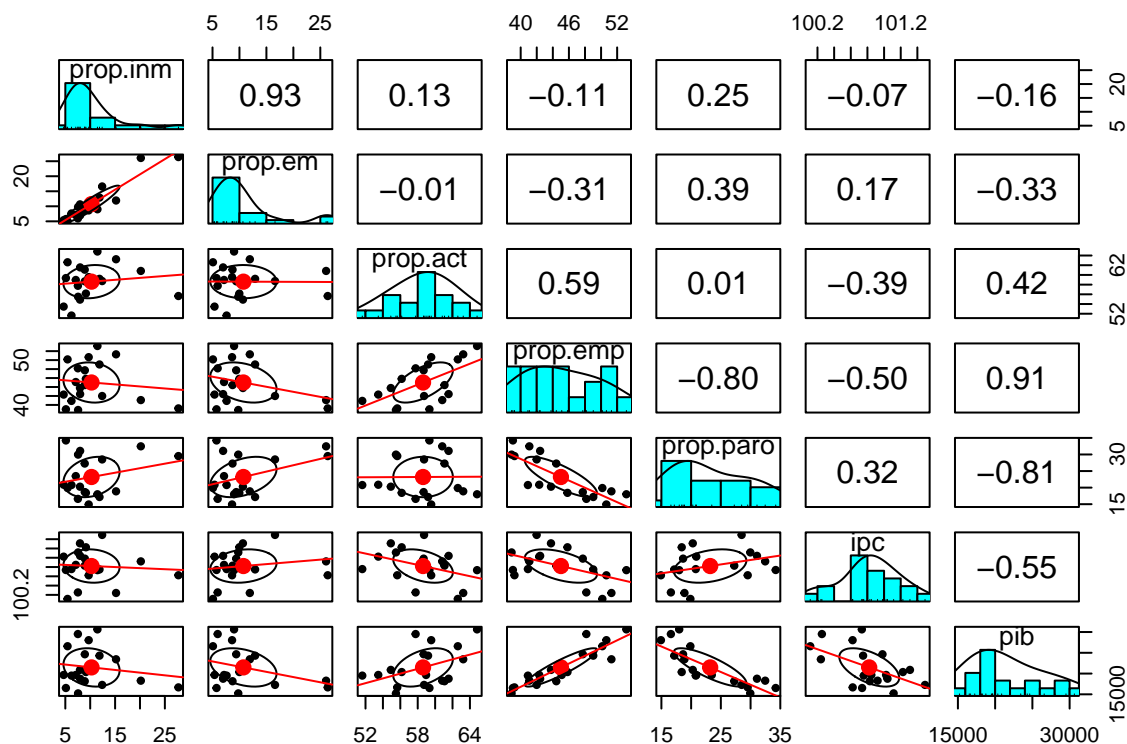 5 15 25 40 46 52 100.2 101.2
prop.inm 0.93 0.13 −0.11 0.25 −0.07 −0.16 5 20
5 20 prop.em −0.01 −0.31 0.39 0.17 −0.33
prop.act 0.59 0.01 −0.39 0.42 52 62
40 50 prop.emp −0.80 −0.50 0.91
prop.paro 0.32 −0.81 15 30
100.2 ipc −0.55
pib 15000
5 15 25 52 58 64 15 25 35 15000 30000